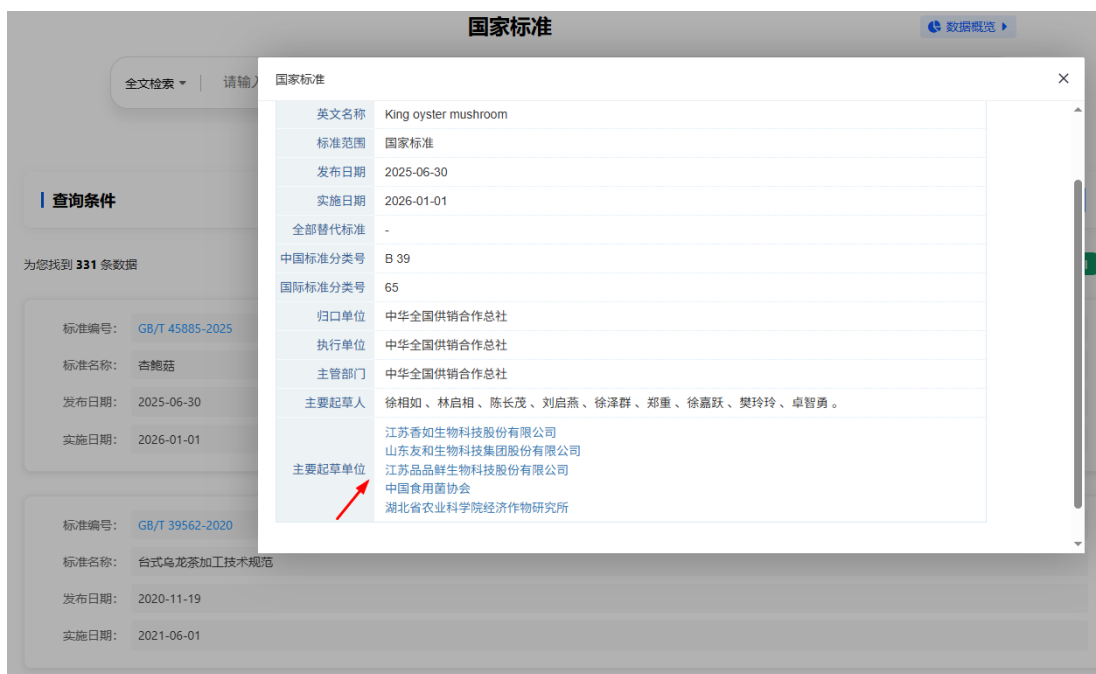 国家标准
数据概览
全文检索
请输
国家标准
英文名称 King oyster mushroom
标准范围 国家标准
发布日期 2025-06-30
实施日期 2026-01-01
全部替代标准 -
中国标准分类号 B 39
国际标准分类号 65
归口单位 中华全国供销合作总社
执行单位 中华全国供销合作总社
主管部门 中华全国供销合作总社
主要起草人 徐相如 、林启相 、陈长茂 、刘启燕 、徐泽群 、郑重 、徐嘉跃 、樊玲玲 、卓智勇 。
主要起草单位
江苏香如生物科技股份有限公司
山东友和生物科技集团股份有限公司
江苏品品鲜生物科技股份有限公司
中国食用菌协会
湖北省农业科学院经济作物研究所
查询条件
为您找到 331 条数据
标准编号: GB/T 45885-2025
标准名称: 杏鲍菇
发布日期: 2025-06-30
实施日期: 2026-01-01
标准编号: GB/T 39562-2020
标准名称: 台式乌龙茶加工技术规范
发布日期: 2020-11-19
实施日期: 2021-06-01